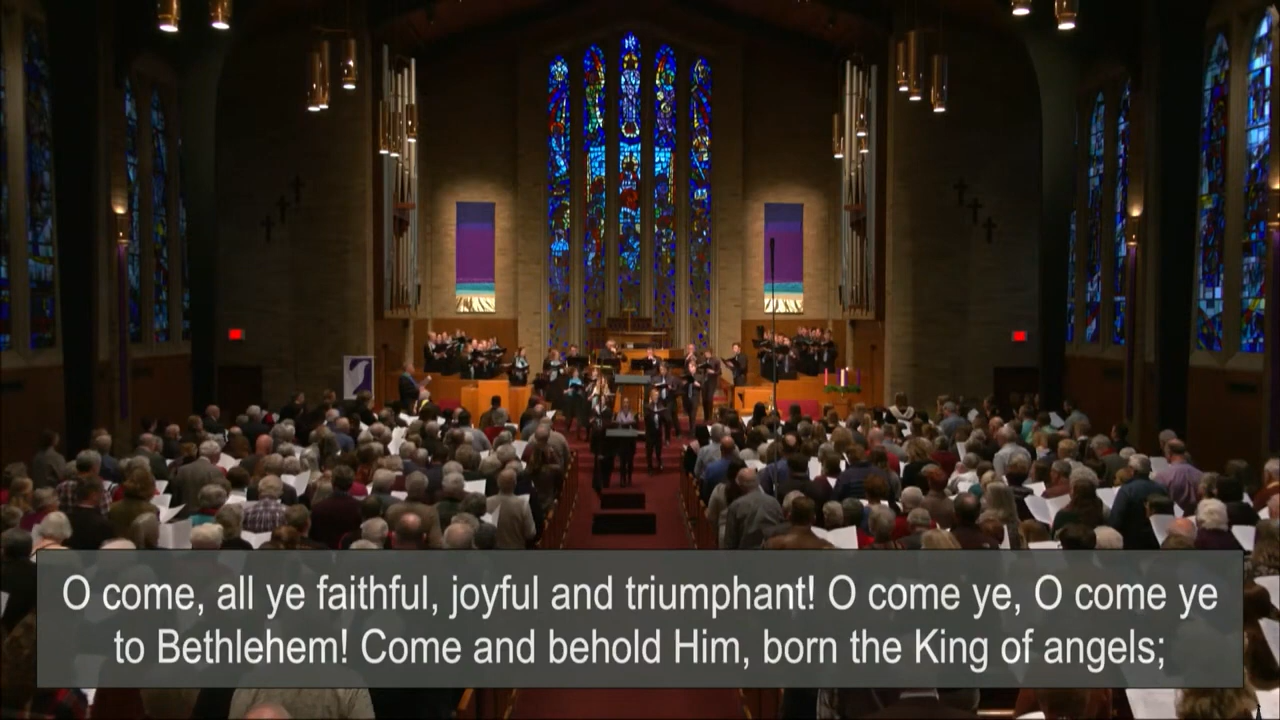 O come, all ye faithful, joyful and triumphant! O come ye, O come ye
to Bethlehem! Come and behold Him, born the King of angels;